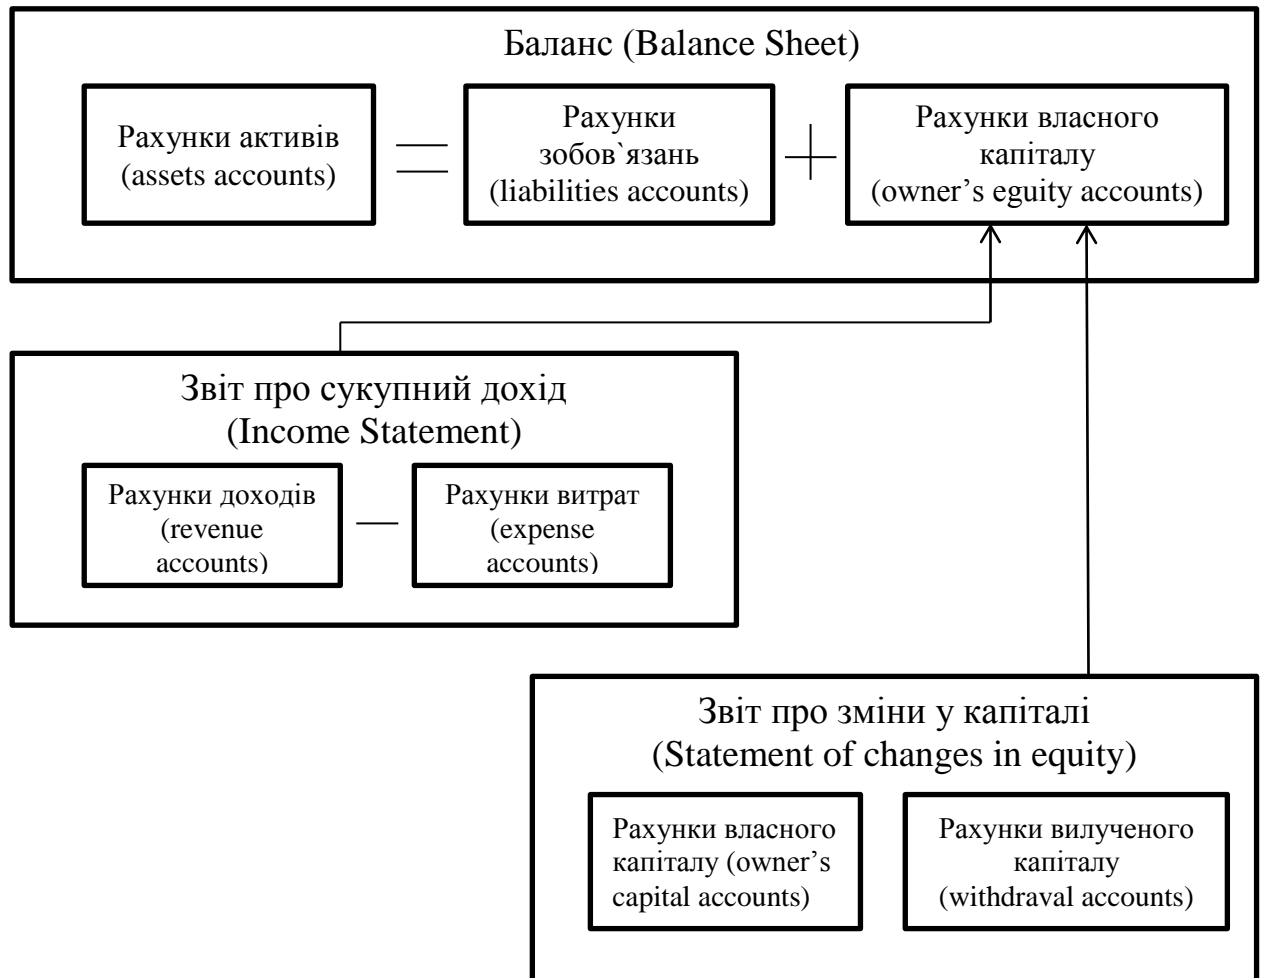 Баланс (Balance Sheet)
Рахунки активів
(assets accounts)
Рахунки
зобов`язань
(liabilities accounts)
Рахунки власного
капіталу
(owner’s eguity accounts)
Звіт про сукупний дохід
(Income Statement)
Рахунки доходів
(revenue
accounts)
Рахунки витрат
(expense
accounts)
Звіт про зміни у капіталі
(Statement of changes in equity)
Рахунки власного
капіталу (owner’s
capital accounts)
Рахунки вилученого
капіталу
(withdraval accounts)